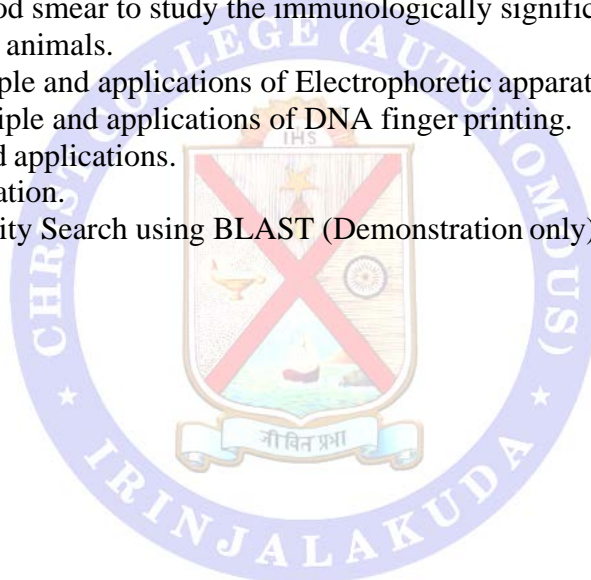 od smear to study the immunologically signific
animals.
ple and applications of Electrophoretic apparat
iple and applications of DNA finger printing.
d applications.
ation.
ity Search using BLAST (Demonstration only)
CHRIST COLLEGE (AUTONOMOUS)
IHS
जीवित प्रभा
★ IRINJALAKUDA ★